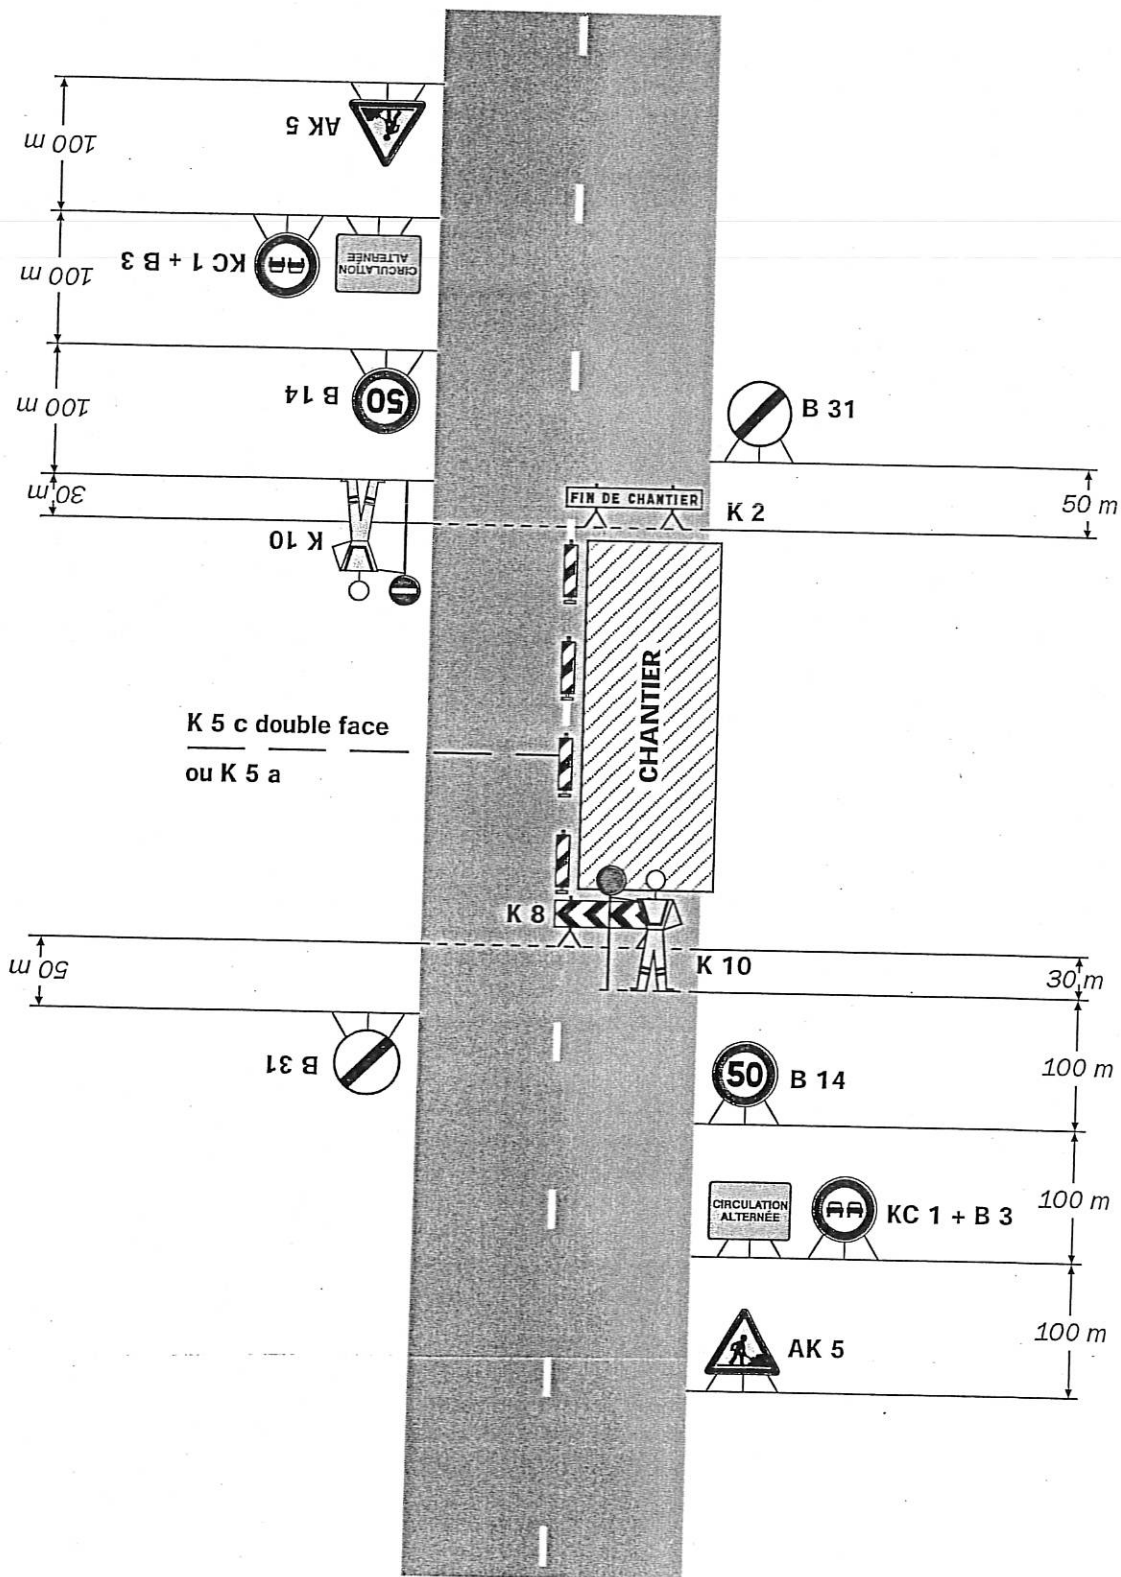 AK 5
100 m
KC 1 + B 3
CIRCULATION
ALTERNÉE
100 m
B 14
50
100 m
30 m
K 10
B 31
FIN DE CHANTIER
K 2
50 m
CHANTIER
K 5 c double face
ou K 5 a
K 8
K 10
30 m
50 m
B 31
50
B 14
100 m
CIRCULATION
ALTERNÉE
KC 1 + B 3
100 m
AK 5
100 m